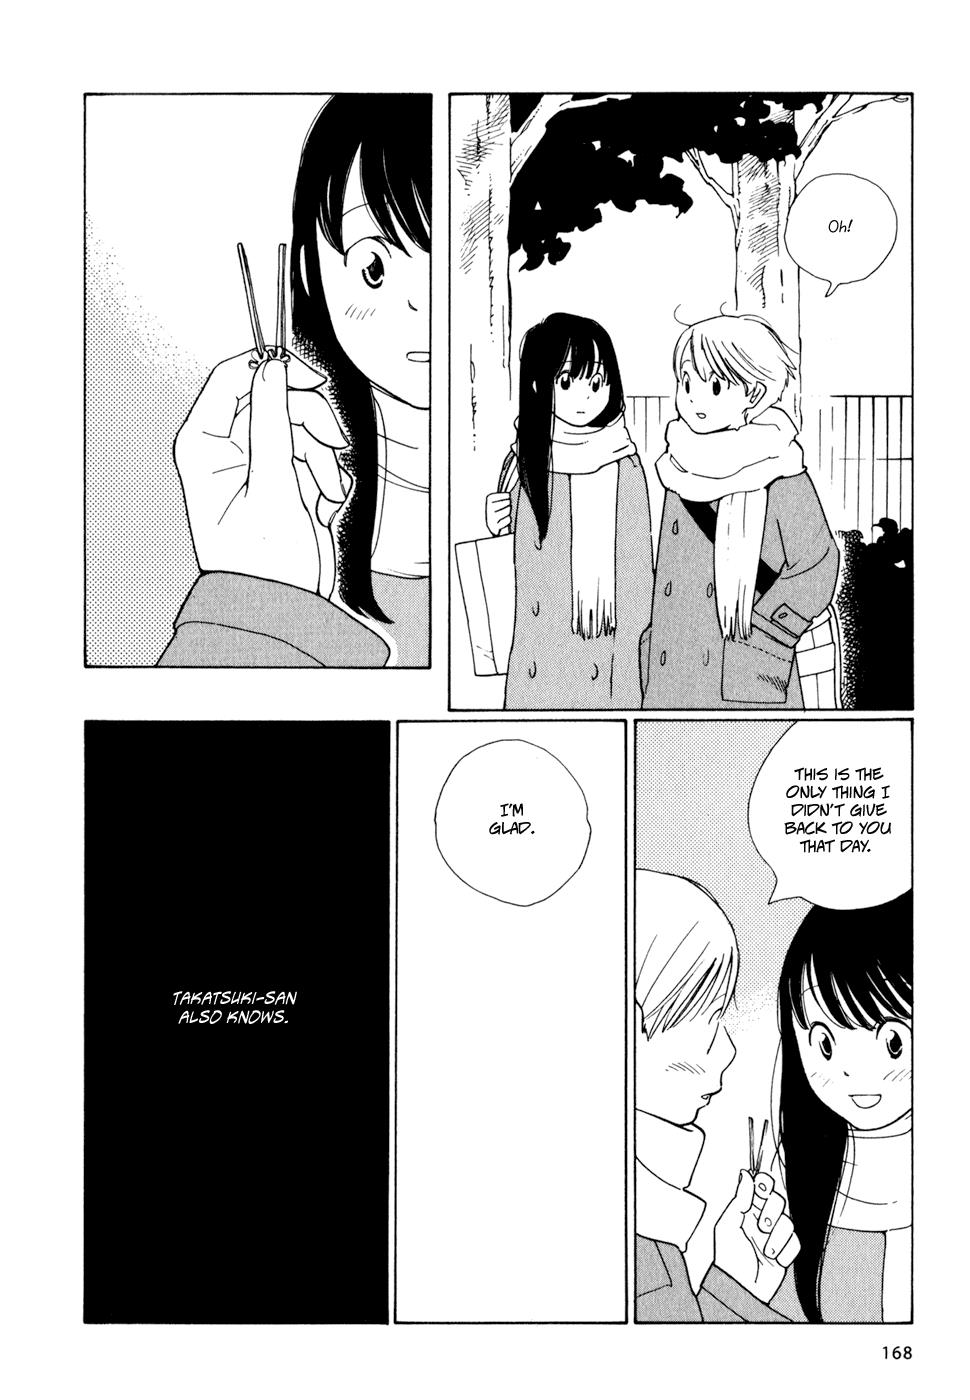 Oh!
THIS IS THE
ONLY THING I
DIDN'T GIVE
BACK TO YOU
THAT DAY.
I'M
GLAD.
TAKATSUKI-SAN
ALSO KNOWS.
168